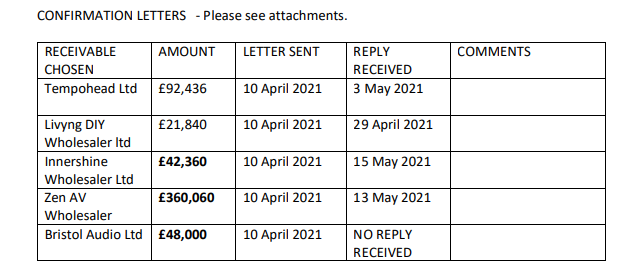 CONFIRMATION LETTERS - Please see attachments.
RECEIVABLE CHOSEN AMOUNT LETTER SENT REPLY RECEIVED COMMENTS
Tempohead Ltd £92,436 10 April 2021 3 May 2021
Livyng DIY Wholesaler ltd £21,840 10 April 2021 29 April 2021
Innershine Wholesaler Ltd £42,360 10 April 2021 15 May 2021
Zen AV Wholesaler £360,060 10 April 2021 13 May 2021
Bristol Audio Ltd £48,000 10 April 2021 NO REPLY RECEIVED